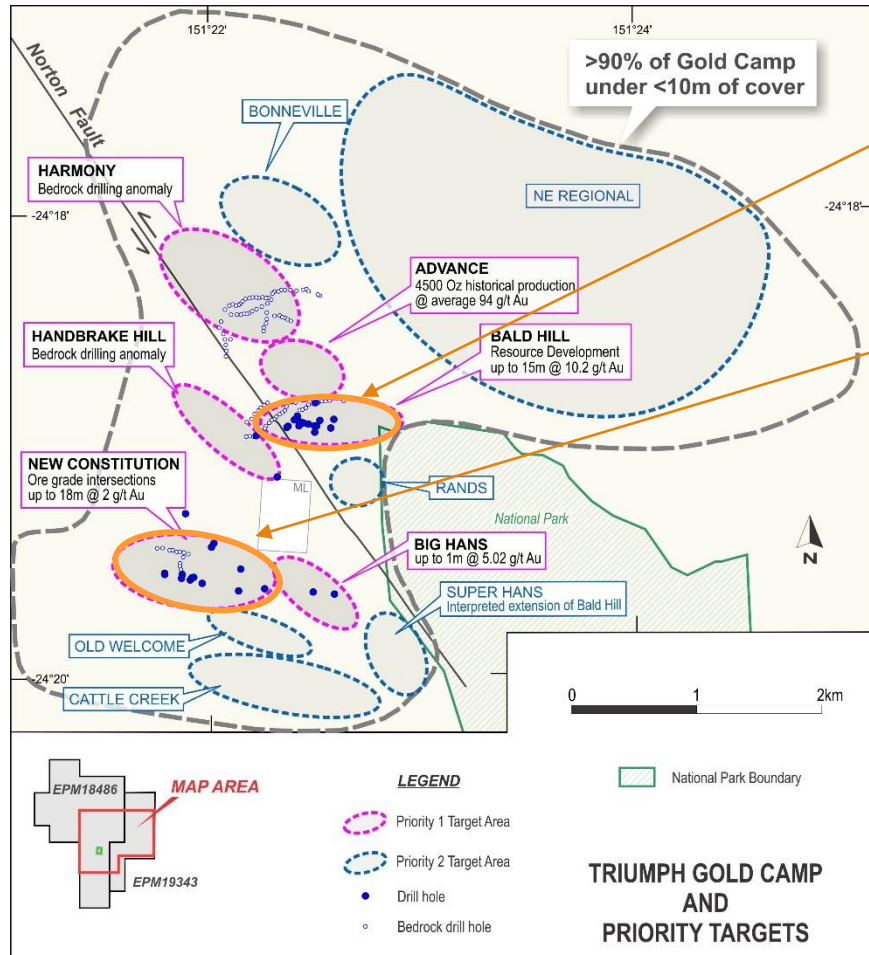 151°22'
151°24'
>90% of Gold Camp
under <10m of cover
Norton Fault
BONNEVILLE
HARMONY
Bedrock drilling anomaly
NE REGIONAL
-24°18'
-24°18'
ADVANCE
4500 Oz historical production
@ average 94 g/t Au
HANDBRAKE HILL
Bedrock drilling anomaly
BALD HILL
Resource Development
up to 15m @ 10.2 g/t Au
NEW CONSTITUTION
Ore grade intersections
up to 18m @ 2 g/t Au
ML
RANDS
National Park
N
BIG HANS
up to 1m @ 5.02 g/t Au
SUPER HANS
Interpreted extension of Bald Hill
OLD WELCOME
-24°20'
CATTLE CREEK
0 1 2km
LEGEND
National Park Boundary
EPM18486
MAP AREA
EPM19343
Priority 1 Target Area
Priority 2 Target Area
Drill hole
Bedrock drill hole
TRIUMPH GOLD CAMP
AND
PRIORITY TARGETS